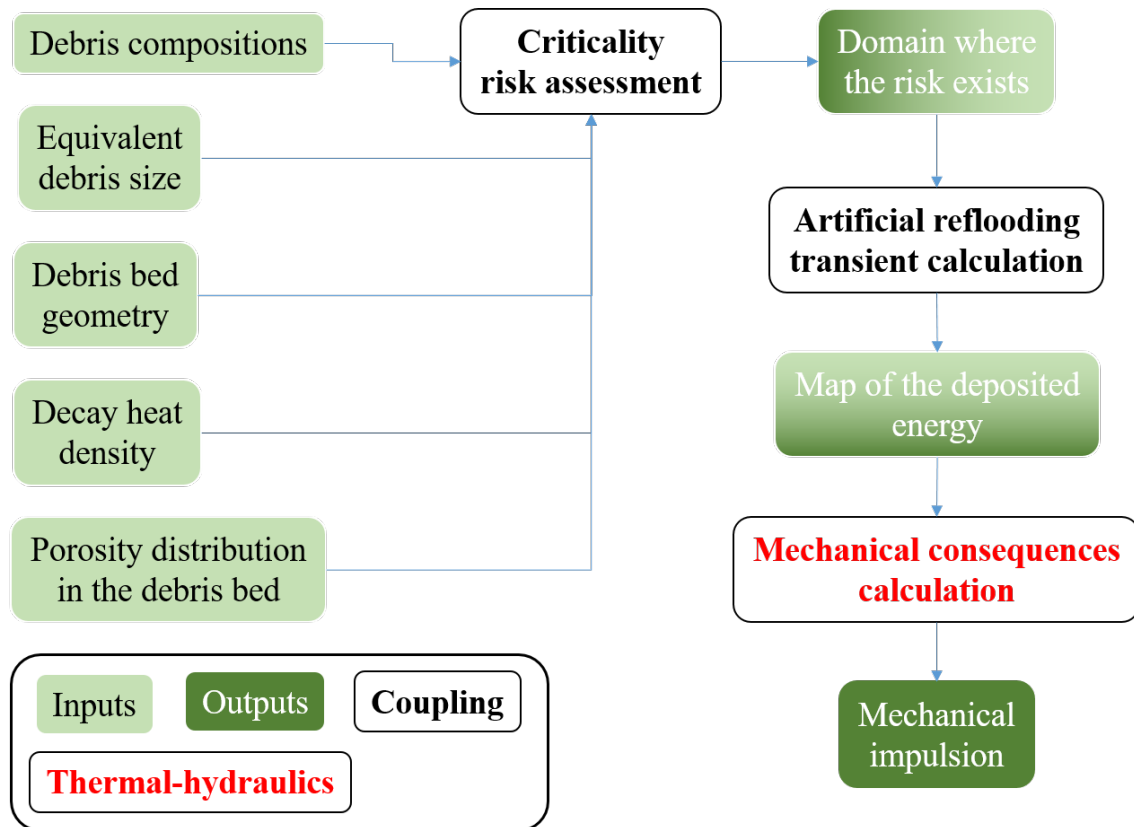 Debris compositions
Criticality
risk assessment
Domain where
the risk exists
Equivalent
debris size
Artificial reflooding
transient calculation
Debris bed
geometry
Map of the deposited
energy
Decay heat
density
Mechanical consequences
calculation
Porosity distribution
in the debris bed
Mechanical
impulsion
Inputs
Outputs
Coupling
Thermal-hydraulics